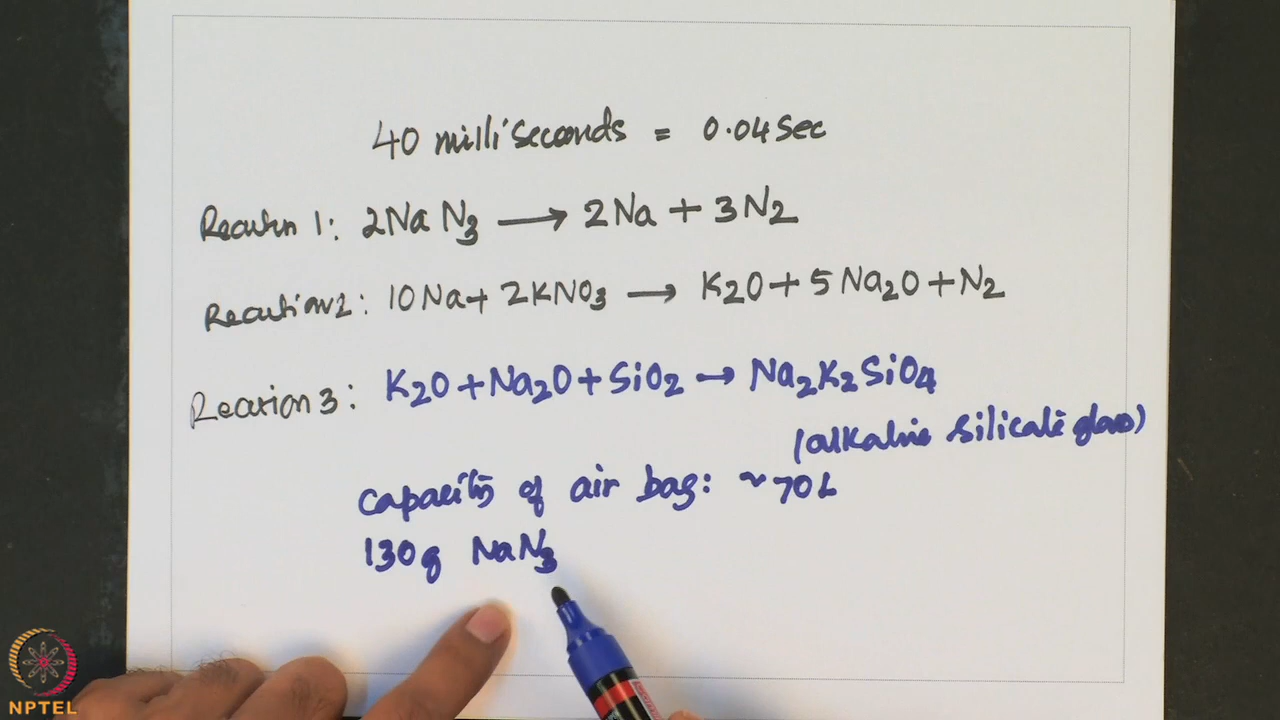 40 milliseconds = 0.04 Sec
Reaction 1: 2NaN3 → 2Na + 3N2
Reaction 2: 10Na + 2KNO3 → K2O + 5Na2O + N2
Reaction 3: K2O + Na2O + SiO2 → Na2K2SiO4
(alkaline silicate glass)
Capacity of air bag: ~70L
130g NaN3
NPTEL